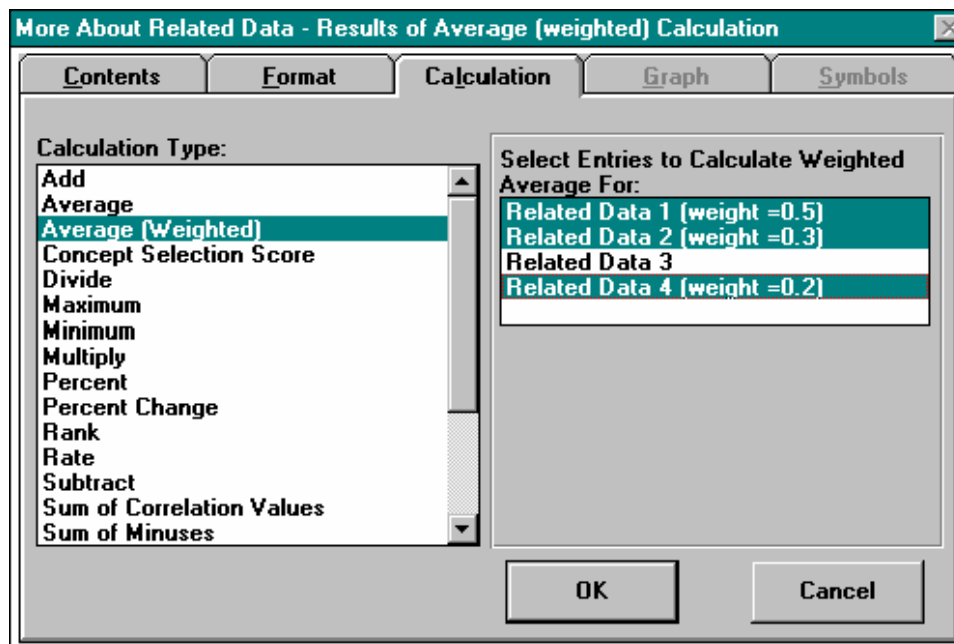 More About Related Data - Results of Average (weighted) Calculation
Contents
Format
Calculation
Graph
Symbols
Calculation Type:
Add
Average
Average (Weighted)
Concept Selection Score
Divide
Maximum
Minimum
Multiply
Percent
Percent Change
Rank
Rate
Subtract
Sum of Correlation Values
Sum of Minuses
Select Entries to Calculate Weighted
Average For:
Related Data 1 (weight =0.5)
Related Data 2 (weight =0.3)
Related Data 3
Related Data 4 (weight =0.2)
OK
Cancel